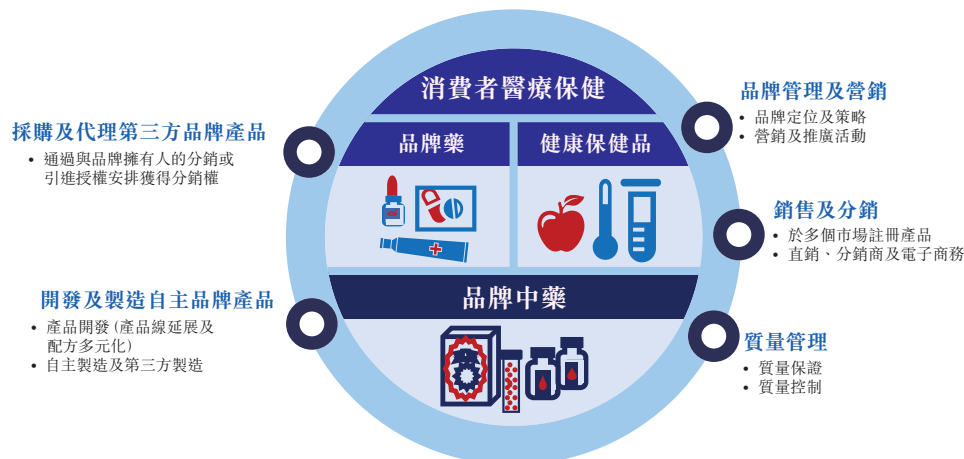 消費者醫療保健
品牌藥
健康保健品
品牌中藥
採購及代理第三方品牌產品
• 通過與品牌擁有人的分銷或
引進授權安排獲得分銷權
開發及製造自主品牌產品
• 產品開發 (產品線延展及
配方多元化)
• 自主製造及第三方製造
品牌管理及營銷
• 品牌定位及策略
• 營銷及推廣活動
銷售及分銷
• 於多個市場註冊產品
• 直銷、分銷商及電子商務
質量管理
• 質量保證
• 質量控制